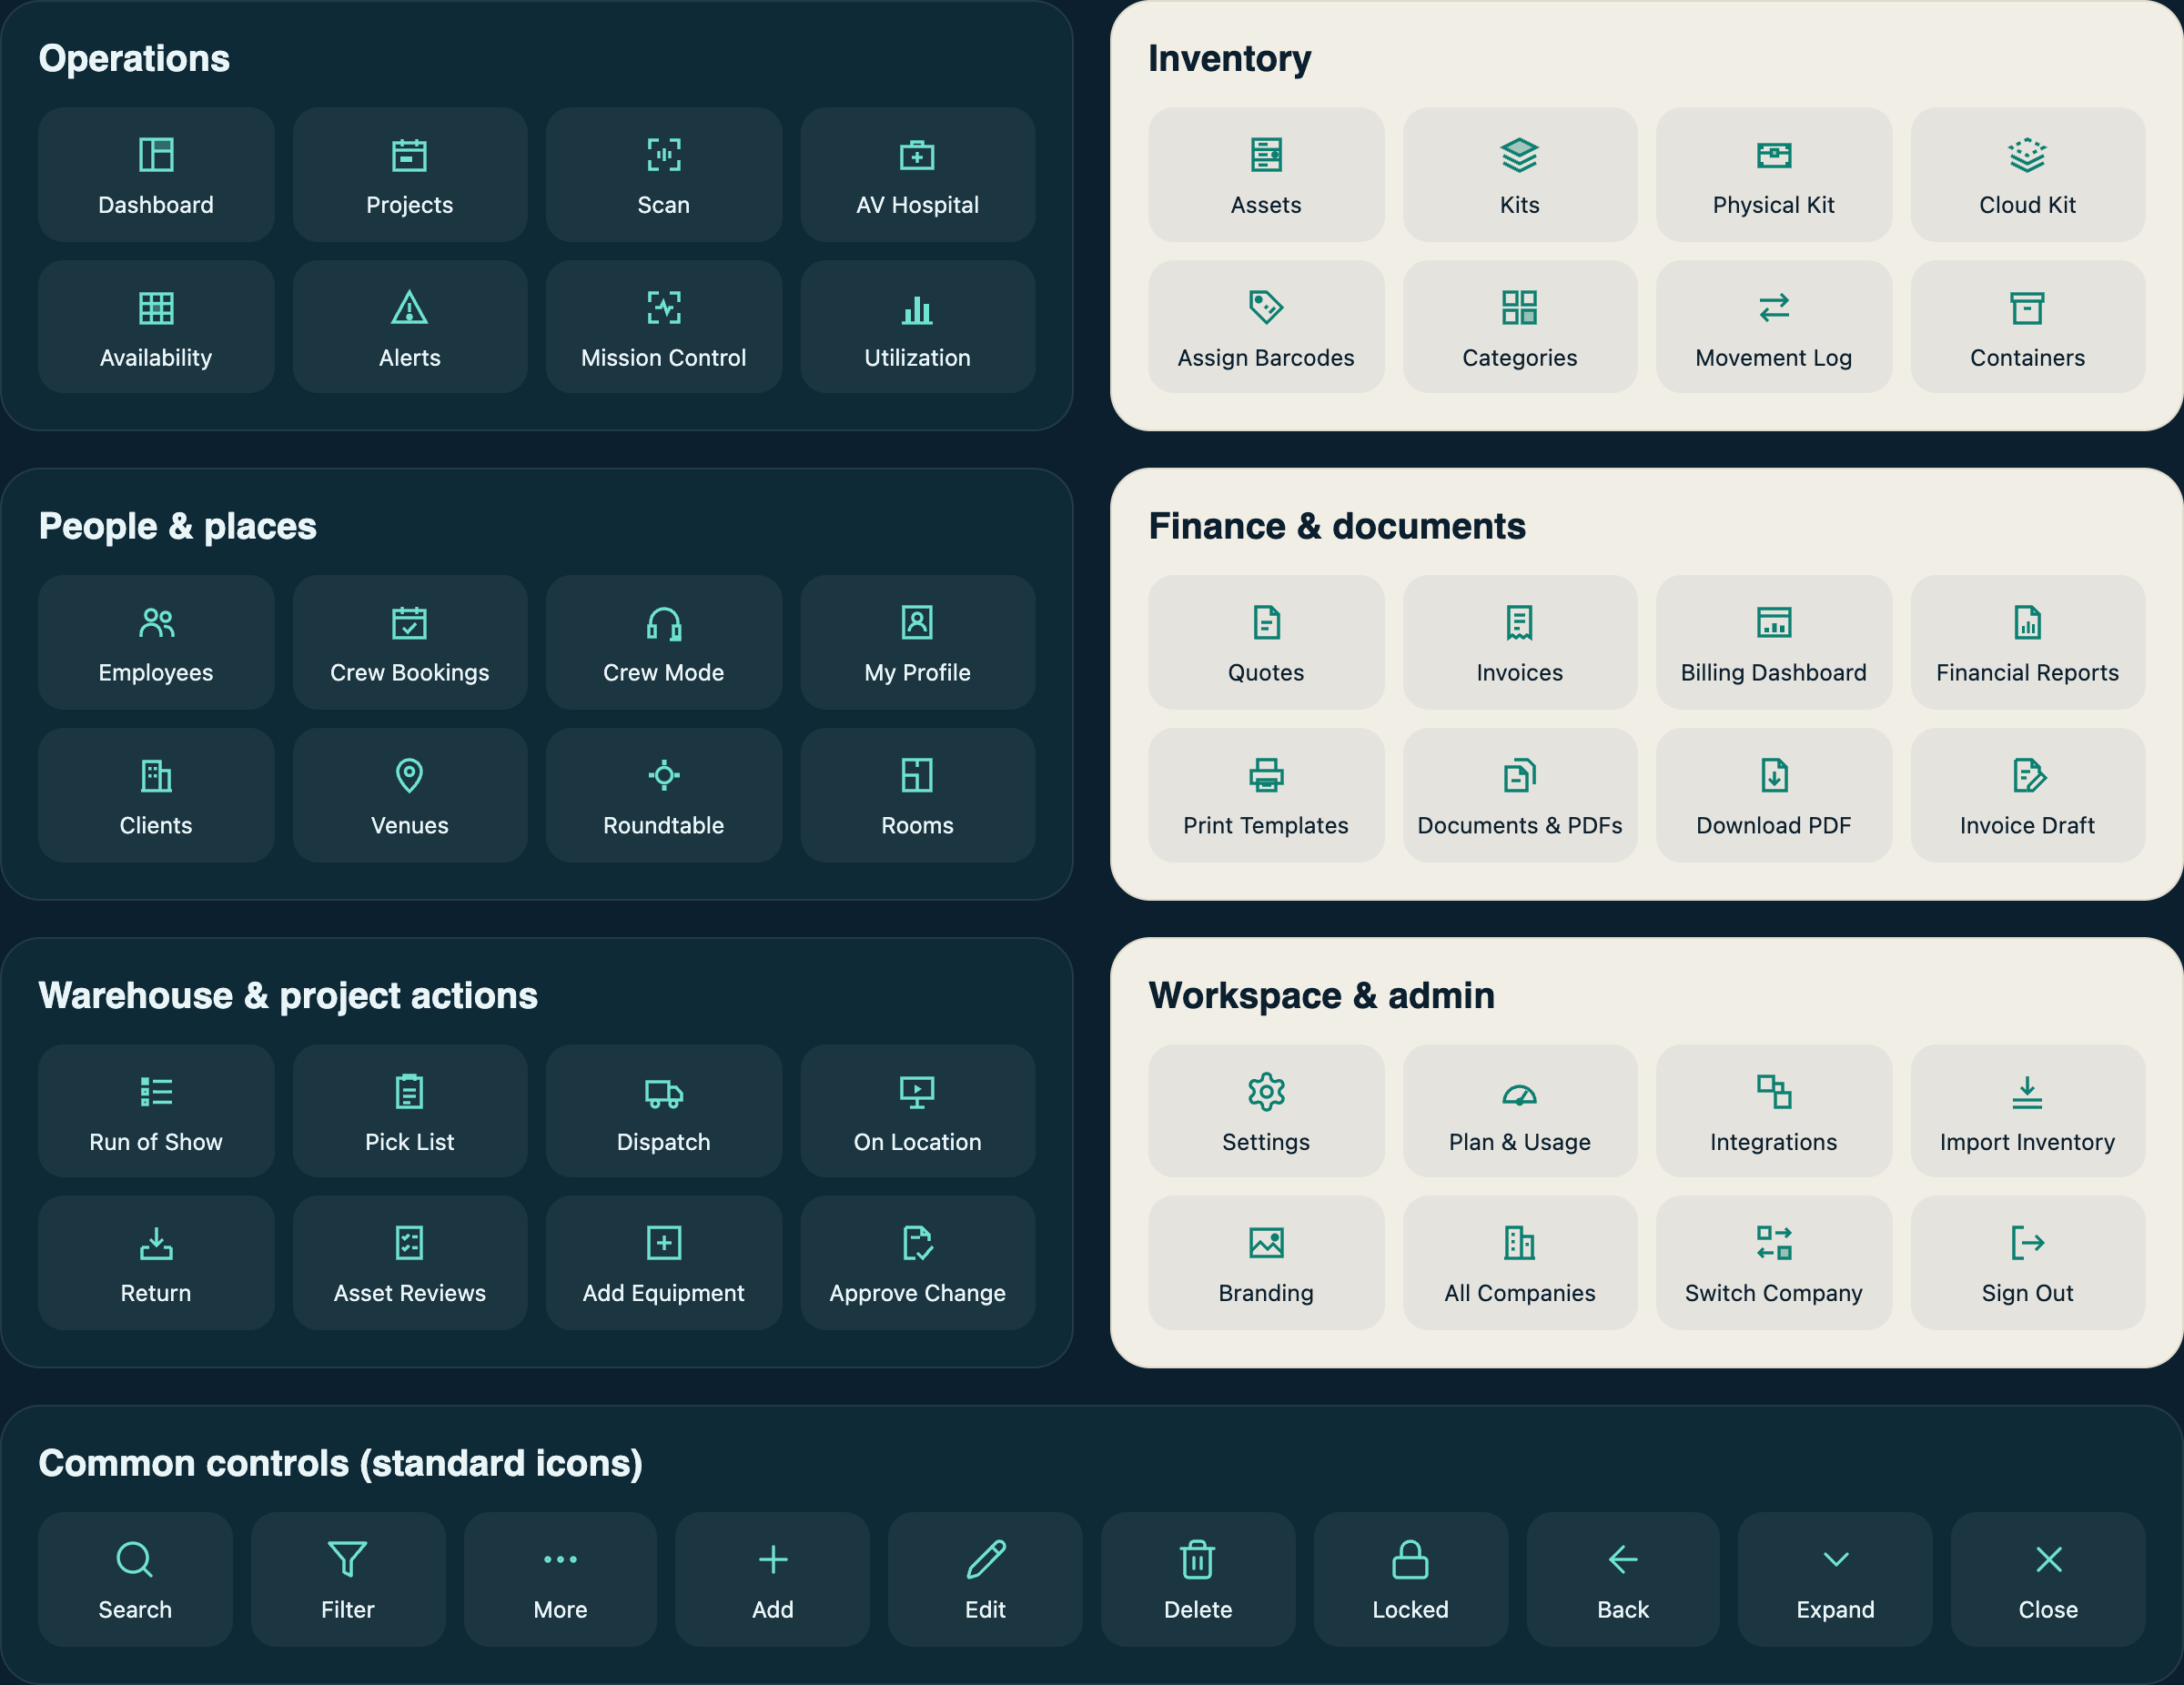 Operations
Dashboard
Projects
Scan
AV Hospital
Availability
Alerts
Mission Control
Utilization
Inventory
Assets
Kits
Physical Kit
Cloud Kit
Assign Barcodes
Categories
Movement Log
Containers
People & places
Employees
Crew Bookings
Crew Mode
My Profile
Clients
Venues
Roundtable
Rooms
Finance & documents
Quotes
Invoices
Billing Dashboard
Financial Reports
Print Templates
Documents & PDFs
Download PDF
Invoice Draft
Warehouse & project actions
Run of Show
Pick List
Dispatch
On Location
Return
Asset Reviews
Add Equipment
Approve Change
Workspace & admin
Settings
Plan & Usage
Integrations
Import Inventory
Branding
All Companies
Switch Company
Sign Out
Common controls (standard icons)
Search
Filter
More
Add
Edit
Delete
Locked
Back
Expand
Close